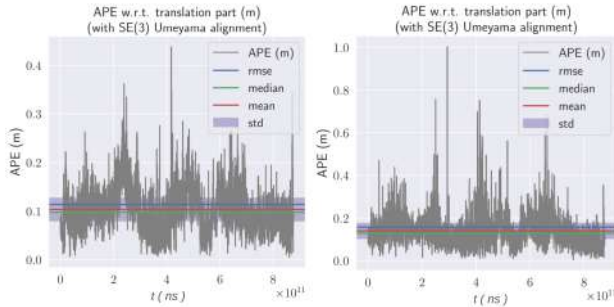 APE w.r.t. translation part (m)
(with SE(3) Umeyama alignment)
APE (m)
rmse
median
mean
std
APE (m)
0.4
0.3
0.2
0.1
0.0
0 2 4 6 8
×10²¹
t (ns)
APE w.r.t. translation part (m)
(with SE(3) Umeyama alignment)
APE (m)
rmse
median
mean
std
APE (m)
1.0
0.8
0.6
0.4
0.2
0.0
0 2 4 6 8
×10²¹
t (ns)